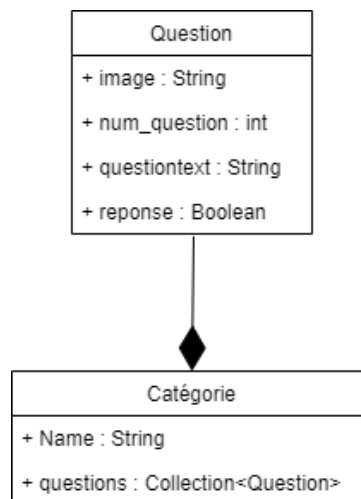 Question
+ image : String
+ num_question : int
+ questiontext : String
+ reponse : Boolean
Catégorie
+ Name : String
+ questions : Collection<Question>